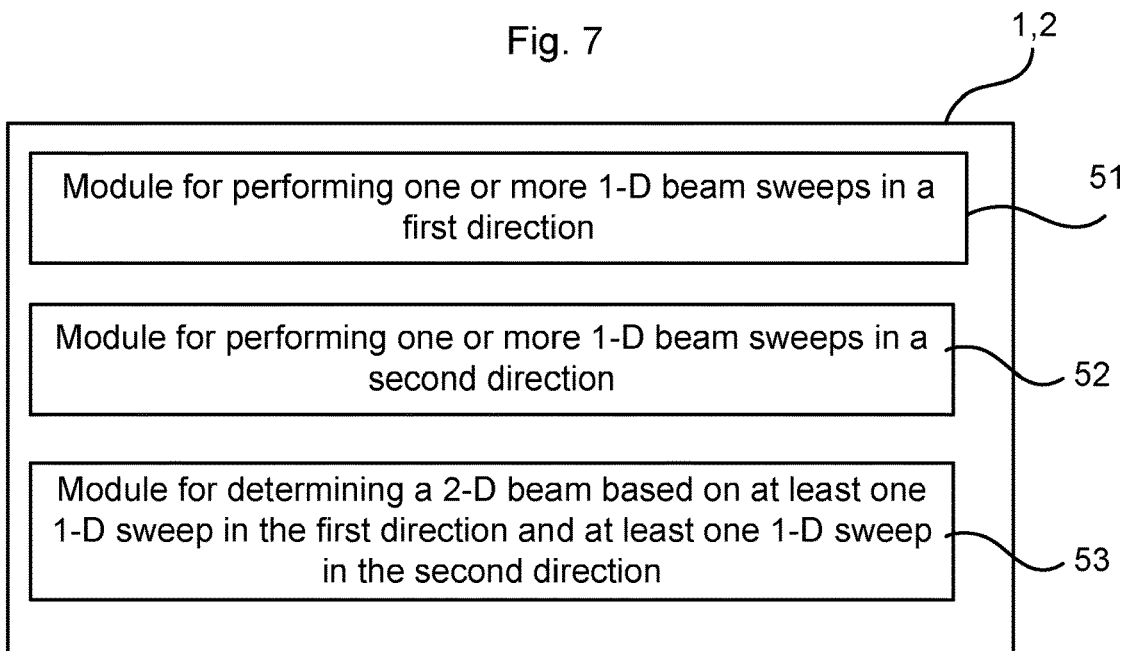 Fig. 7
1,2
Module for performing one or more 1-D beam sweeps in a
first direction
51
Module for performing one or more 1-D beam sweeps in a
second direction
52
Module for determining a 2-D beam based on at least one
1-D sweep in the first direction and at least one 1-D sweep
in the second direction
53